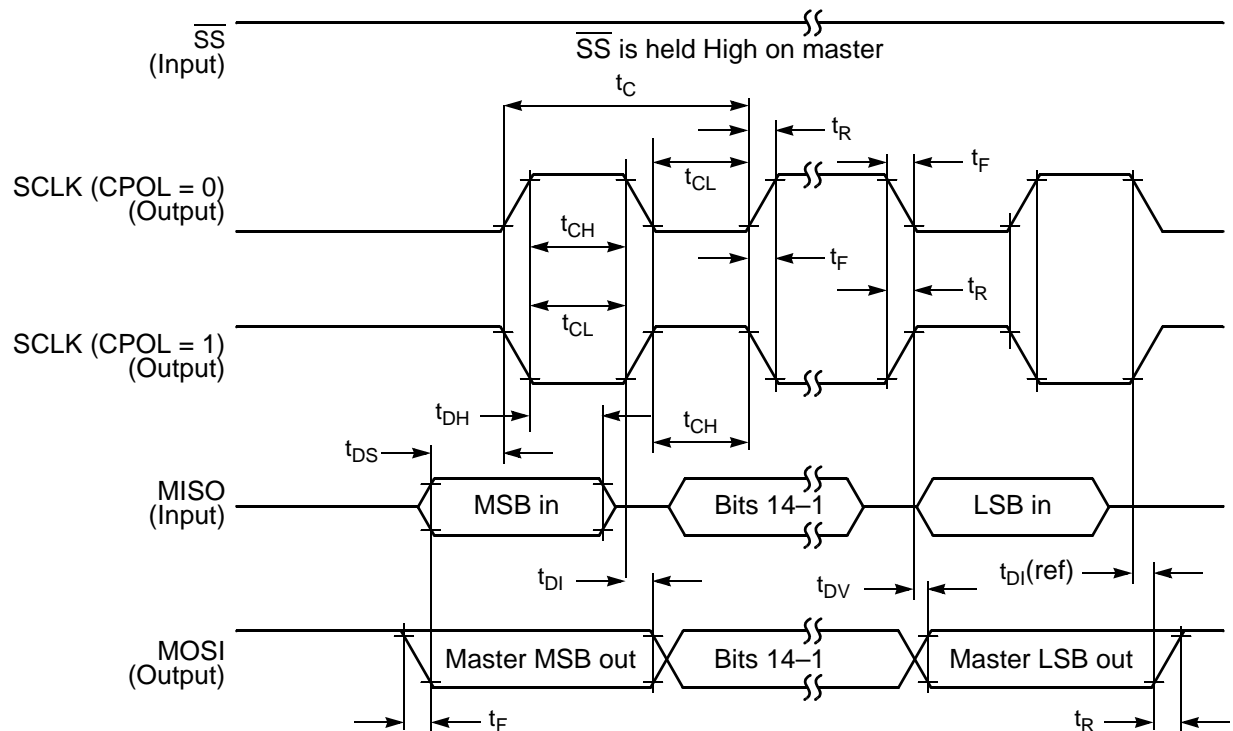 SS
(Input)
SS is held High on master
tC
tR
tF
SCLK (CPOL = 0)
(Output)
tCL
tCH
tF
tR
tCL
SCLK (CPOL = 1)
(Output)
tDH
tCH
tDS
MISO
(Input)
MSB in
Bits 14–1
LSB in
tDI
tDV
tDI(ref)
MOSI
(Output)
Master MSB out
Bits 14–1
Master LSB out
tF
tR